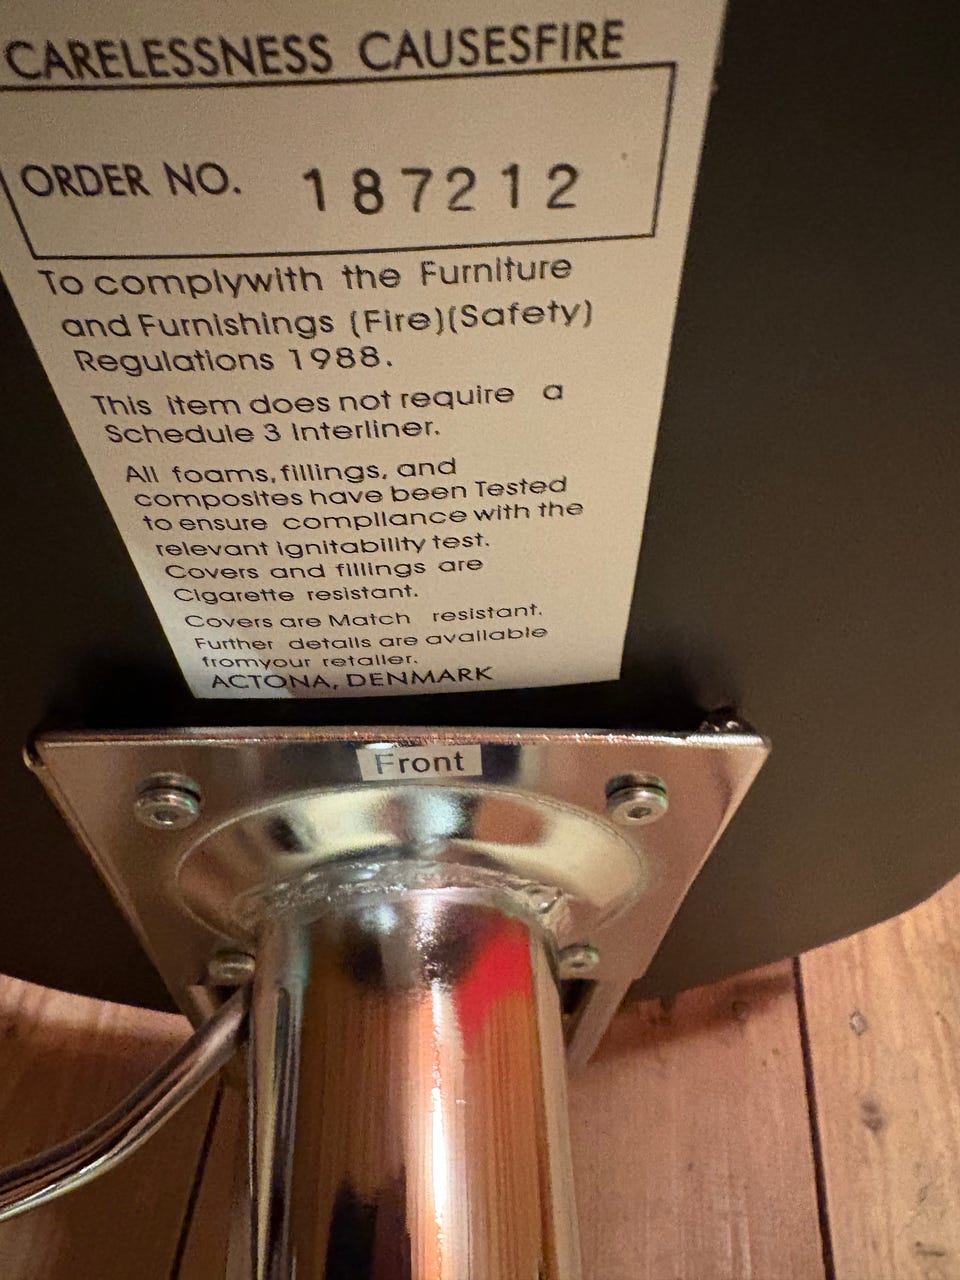 CARELESSNESS CAUSESFIRE
ORDER NO. 187212
To complywith the Furniture
and Furnishings (Fire)(Safety)
Regulations 1988.
This item does not require a
Schedule 3 Interliner.
All foams,fillings, and
composites have been Tested
to ensure compliance with the
relevant ignitability test.
Covers and fillings are
Cigarette resistant.
Covers are Match resistant.
Further details are available
fromyour retailer.
ACTONA, DENMARK
Front